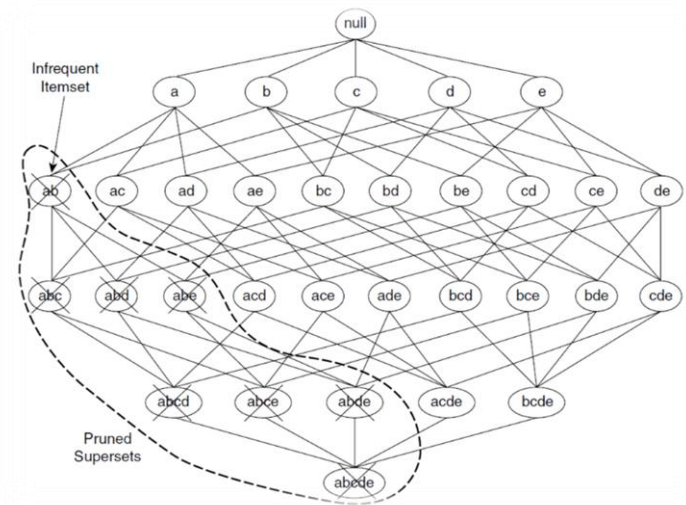 null
Infrequent
Itemset
a b c d e
ab ac ad ae bc bd be cd ce de
abc abd abe acd ace ade bcd bce bde cde
abcd abce abde acde bcde
Pruned
Supersets
abcde